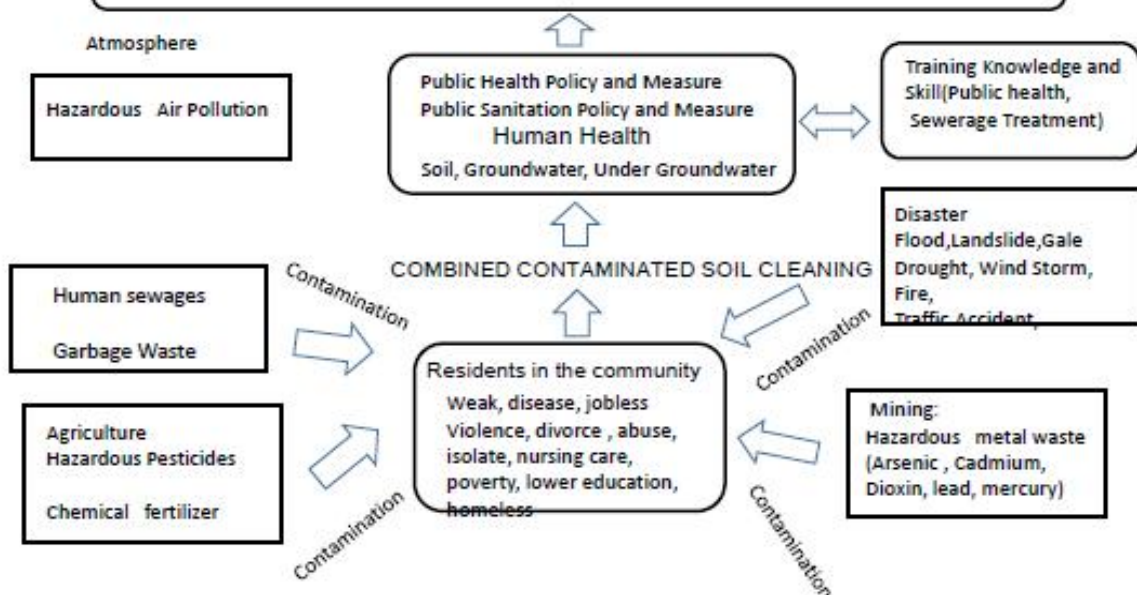 Atmosphere
Hazardous Air Pollution
Public Health Policy and Measure
Public Sanitation Policy and Measure
Human Health
Soil, Groundwater, Under Groundwater
Training Knowledge and
Skill(Public health,
Sewerage Treatment)
Disaster
Flood,Landslide,Gale
Drought, Wind Storm,
Fire,
Traffic Accident,
COMBINED CONTAMINATED SOIL CLEANING
Human sewages
Garbage Waste
Contamination
Contamination
Residents in the community
Weak, disease, jobless
Violence, divorce , abuse,
isolate, nursing care,
poverty, lower education,
homeless
Agriculture
Hazardous Pesticides
Chemical fertilizer
Contamination
Mining:
Hazardous metal waste
(Arsenic , Cadmium,
Dioxin, lead, mercury)
Contamination